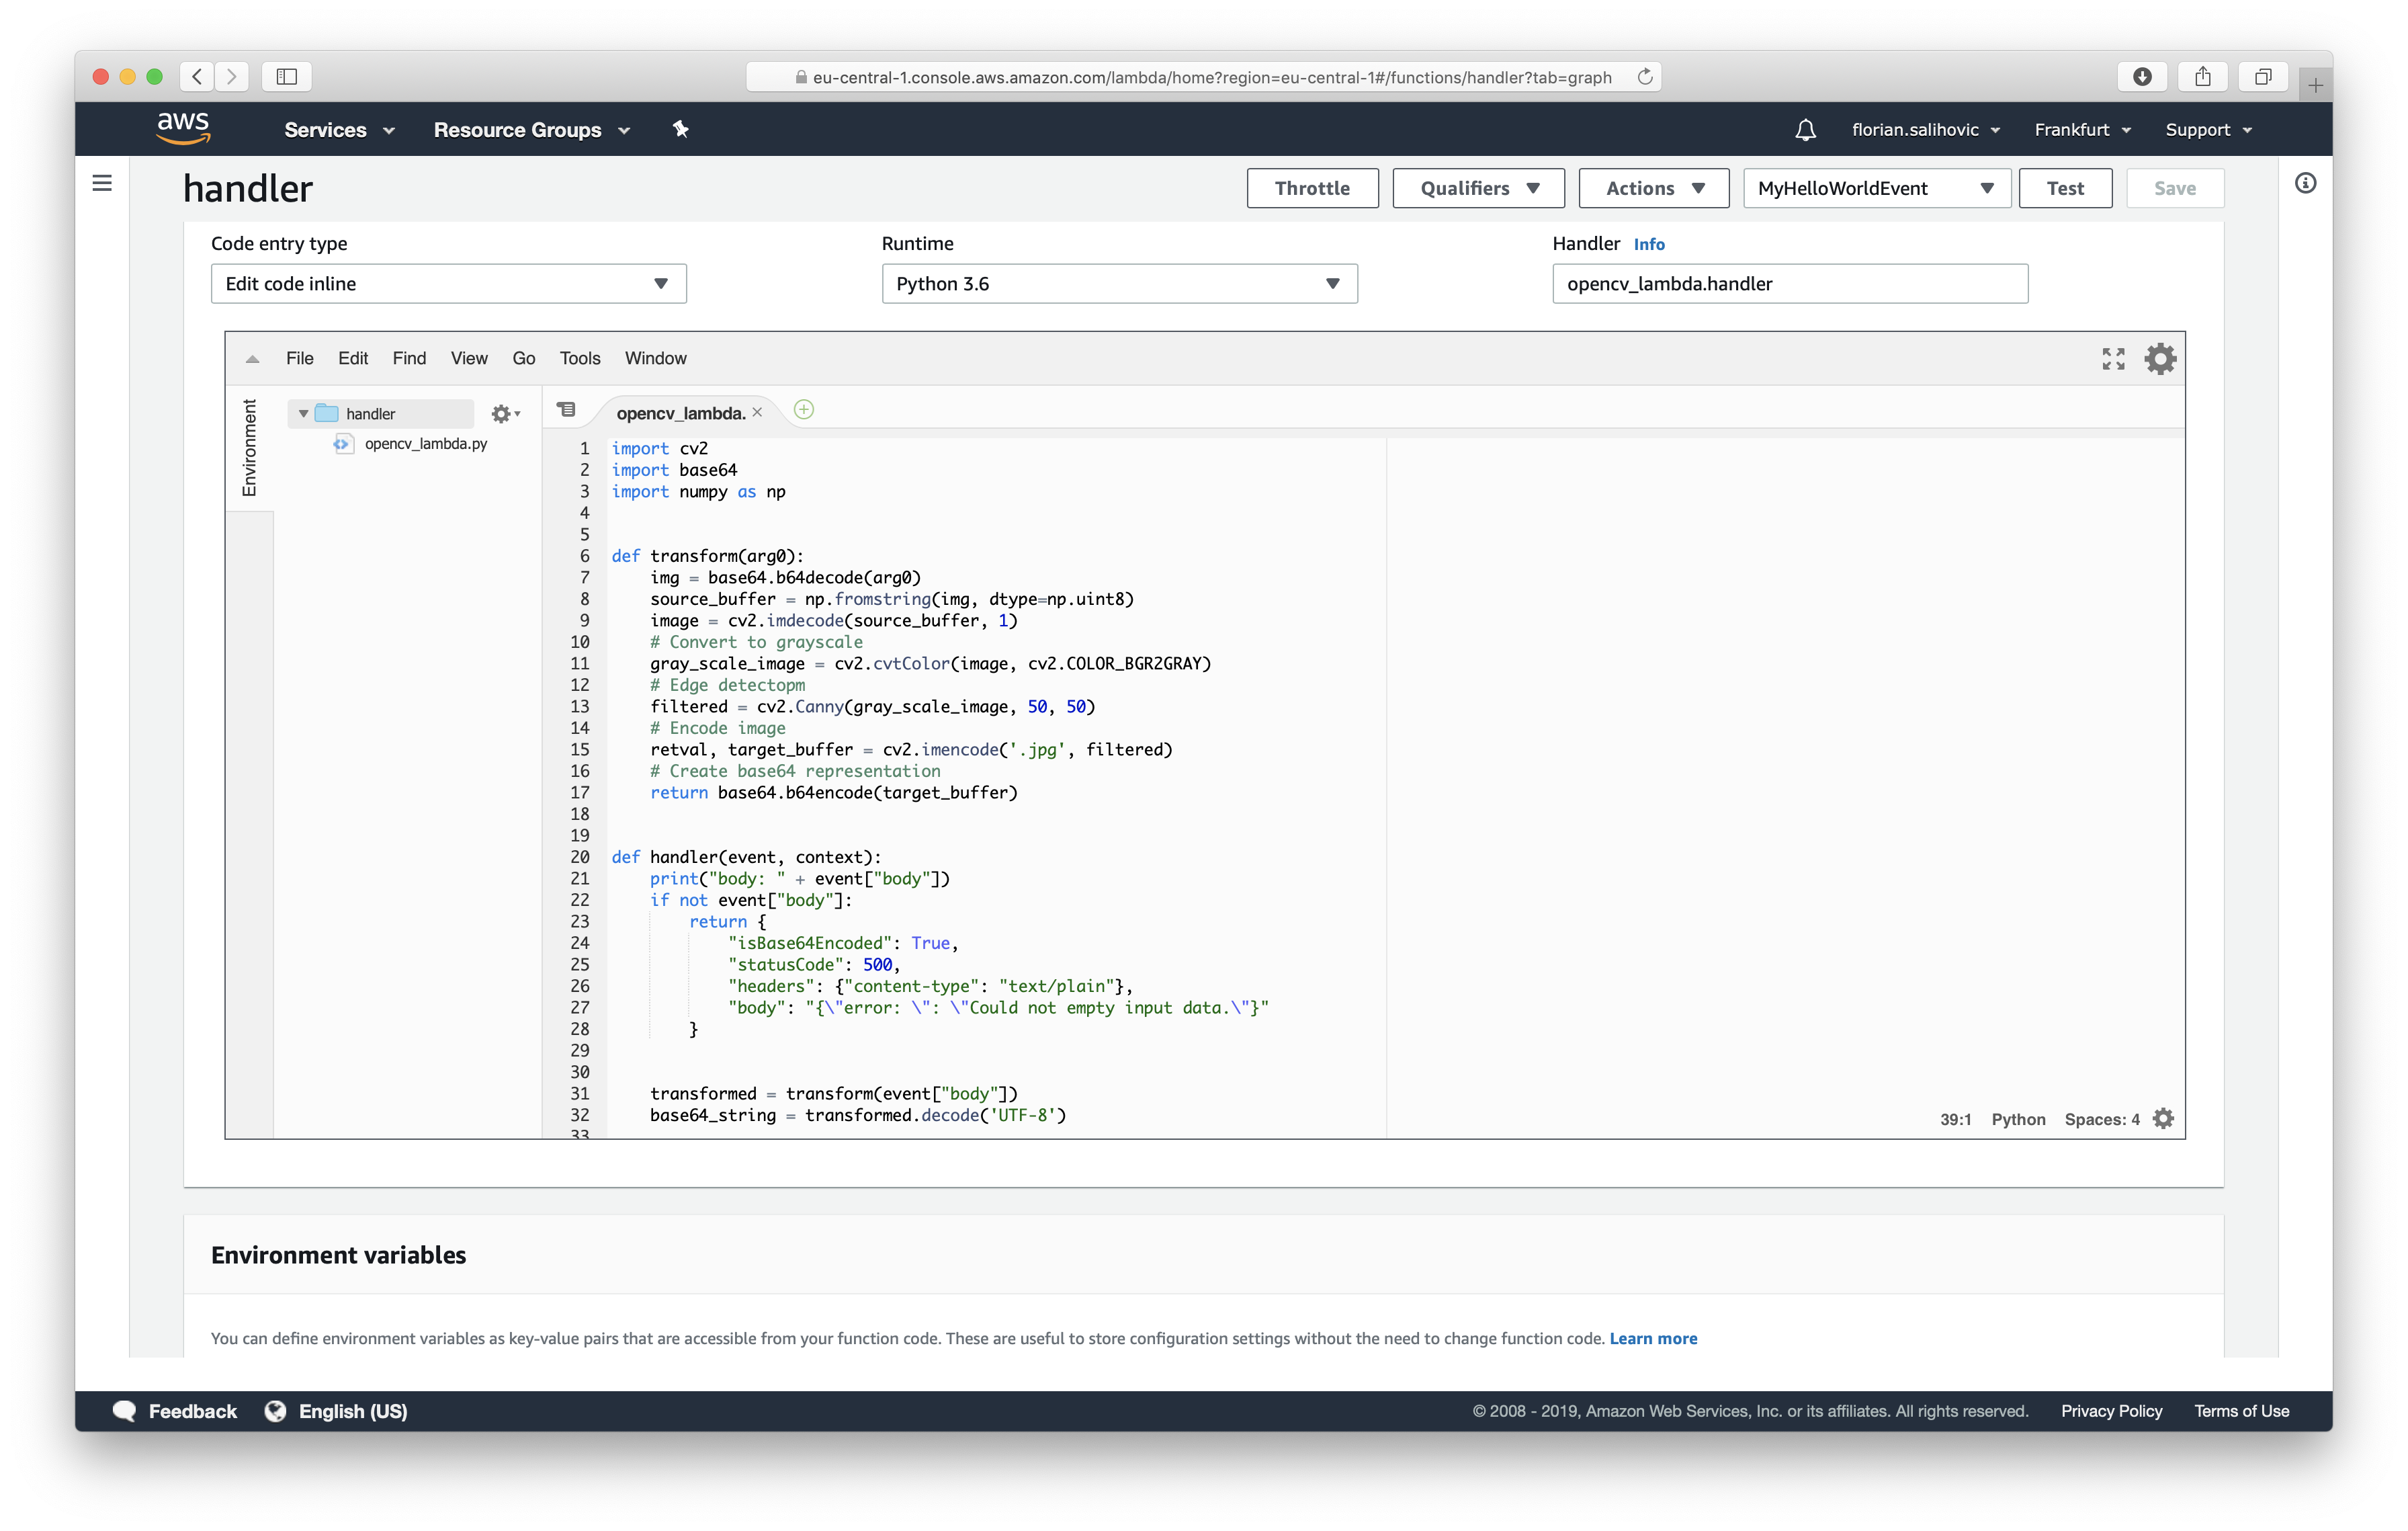 eu-central-1.console.aws.amazon.com/lambda/home?region=eu-central-1#/functions/handler?tab=graph
aws Services Resource Groups florian.salihovic Frankfurt Support
handler Throttle Qualifiers Actions MyHelloWorldEvent Test Save
Code entry type Runtime Handler Info
Edit code inline Python 3.6 opencv_lambda.handler
File Edit Find View Go Tools Window
Environment
handler
opencv_lambda.py
opencv_lambda.
1 import cv2
2 import base64
3 import numpy as np
4
5
6 def transform(arg0):
7     img = base64.b64decode(arg0)
8     source_buffer = np.fromstring(img, dtype=np.uint8)
9     image = cv2.imdecode(source_buffer, 1)
10     # Convert to grayscale
11     gray_scale_image = cv2.cvtColor(image, cv2.COLOR_BGR2GRAY)
12     # Edge detectopm
13     filtered = cv2.Canny(gray_scale_image, 50, 50)
14     # Encode image
15     retval, target_buffer = cv2.imencode('.jpg', filtered)
16     # Create base64 representation
17     return base64.b64encode(target_buffer)
18
19
20 def handler(event, context):
21     print("body: " + event["body"])
22     if not event["body"]:
23         return {
24             "isBase64Encoded": True,
25             "statusCode": 500,
26             "headers": {"content-type": "text/plain"},
27             "body": "{\"error: \": \"Could not empty input data.\"}"
28         }
29
30
31     transformed = transform(event["body"])
32     base64_string = transformed.decode('UTF-8')
33
39:1 Python Spaces: 4
Environment variables
You can define environment variables as key-value pairs that are accessible from your function code. These are useful to store configuration settings without the need to change function code. Learn more
Feedback English (US) © 2008 - 2019, Amazon Web Services, Inc. or its affiliates. All rights reserved. Privacy Policy Terms of Use